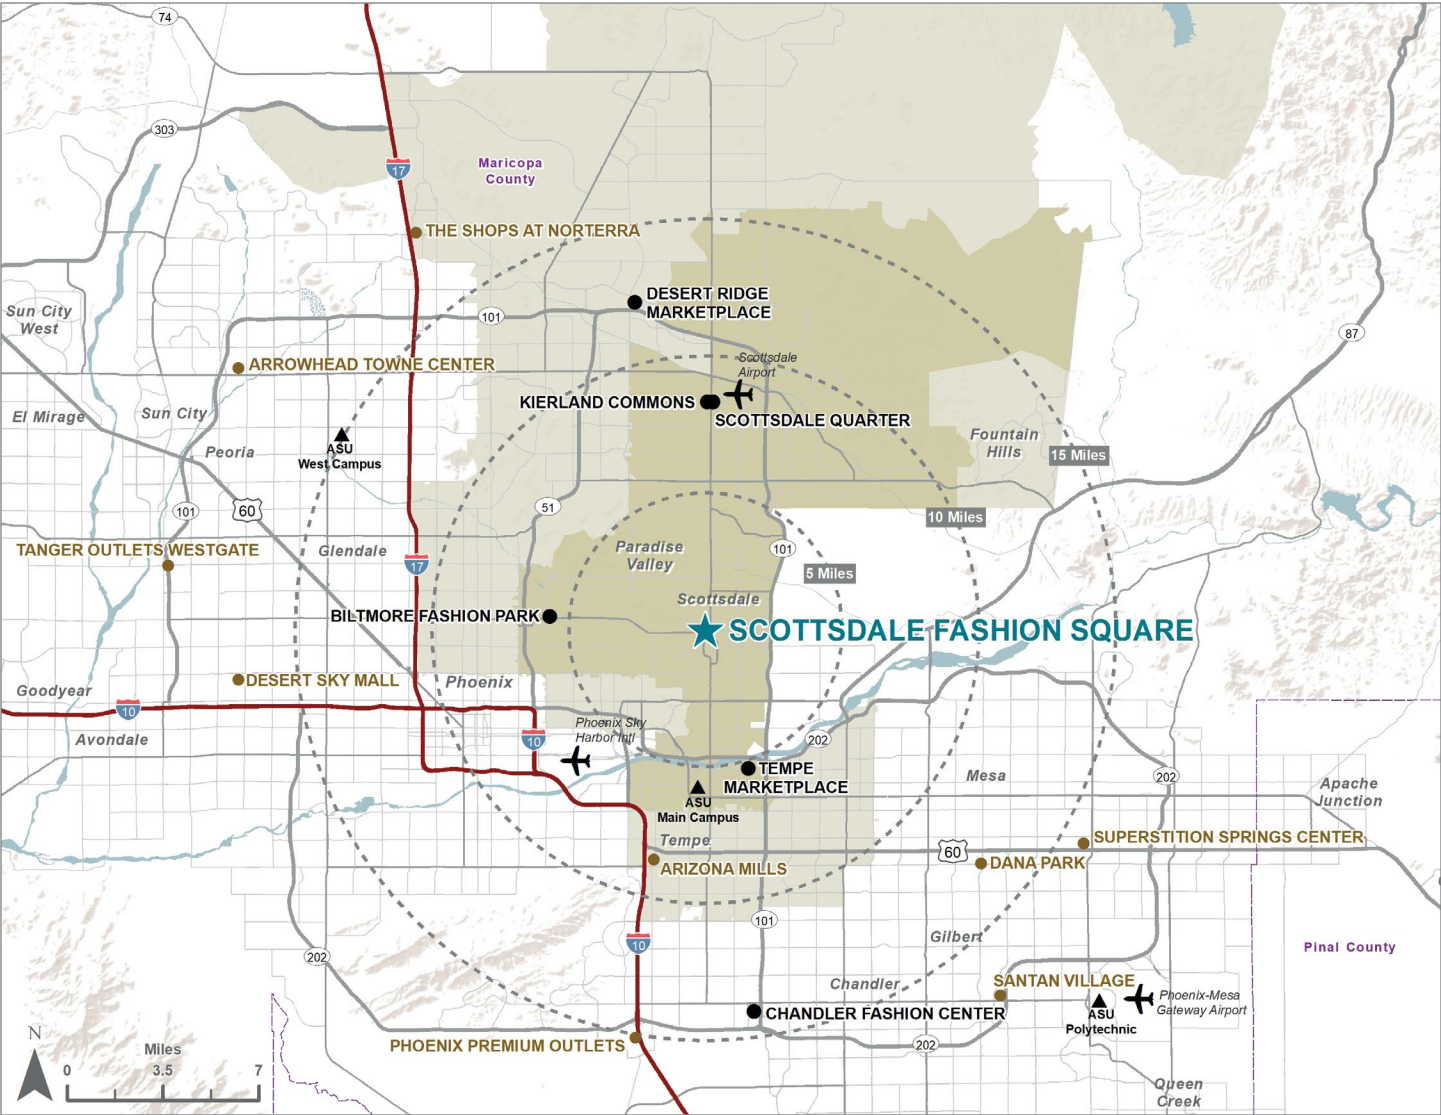 74
303
17
Maricopa
County
THE SHOPS AT NORTERRA
DESERT RIDGE
MARKETPLACE
Sun City
West
101
87
Scottsdale
Airport
ARROWHEAD TOWNE CENTER
KIERLAND COMMONS
SCOTTSDALE QUARTER
El Mirage
Sun City
Peoria
ASU
West Campus
Fountain
Hills
15 Miles
101
60
51
10 Miles
TANGER OUTLETS WESTGATE
Glendale
17
Paradise
Valley
101
5 Miles
Scottsdale
BILTMORE FASHION PARK
SCOTTSDALE FASHION SQUARE
DESERT SKY MALL
Phoenix
Goodyear
10
Avondale
Phoenix Sky
Harbor Intl
10
202
TEMPE
MARKETPLACE
ASU
Main Campus
Mesa
202
Apache
Junction
Tempe
60
SUPERSTITION SPRINGS CENTER
DANA PARK
ARIZONA MILLS
101
10
Gilbert
Pinal County
202
Chandler
SANTAN VILLAGE
ASU
Polytechnic
Phoenix-Mesa
Gateway Airport
CHANDLER FASHION CENTER
PHOENIX PREMIUM OUTLETS
202
Queen
Creek
N
Miles
0 3.5 7